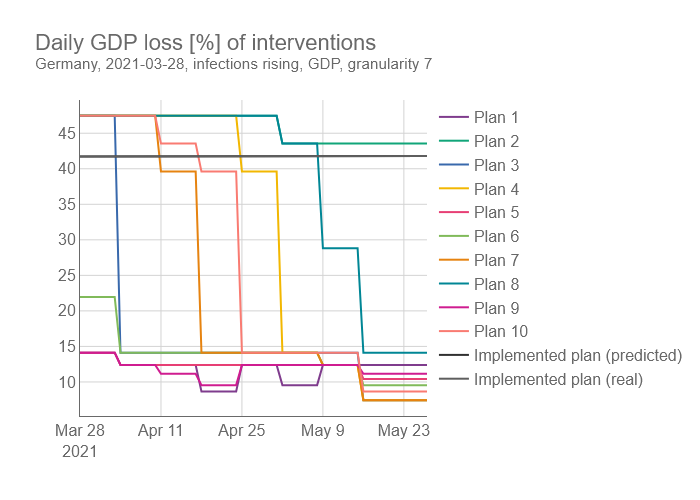 Daily GDP loss [%] of interventions
Germany, 2021-03-28, infections rising, GDP, granularity 7
45
40
35
30
25
20
15
10
Mar 28
2021
Apr 11
Apr 25
May 9
May 23
Plan 1
Plan 2
Plan 3
Plan 4
Plan 5
Plan 6
Plan 7
Plan 8
Plan 9
Plan 10
Implemented plan (predicted)
Implemented plan (real)